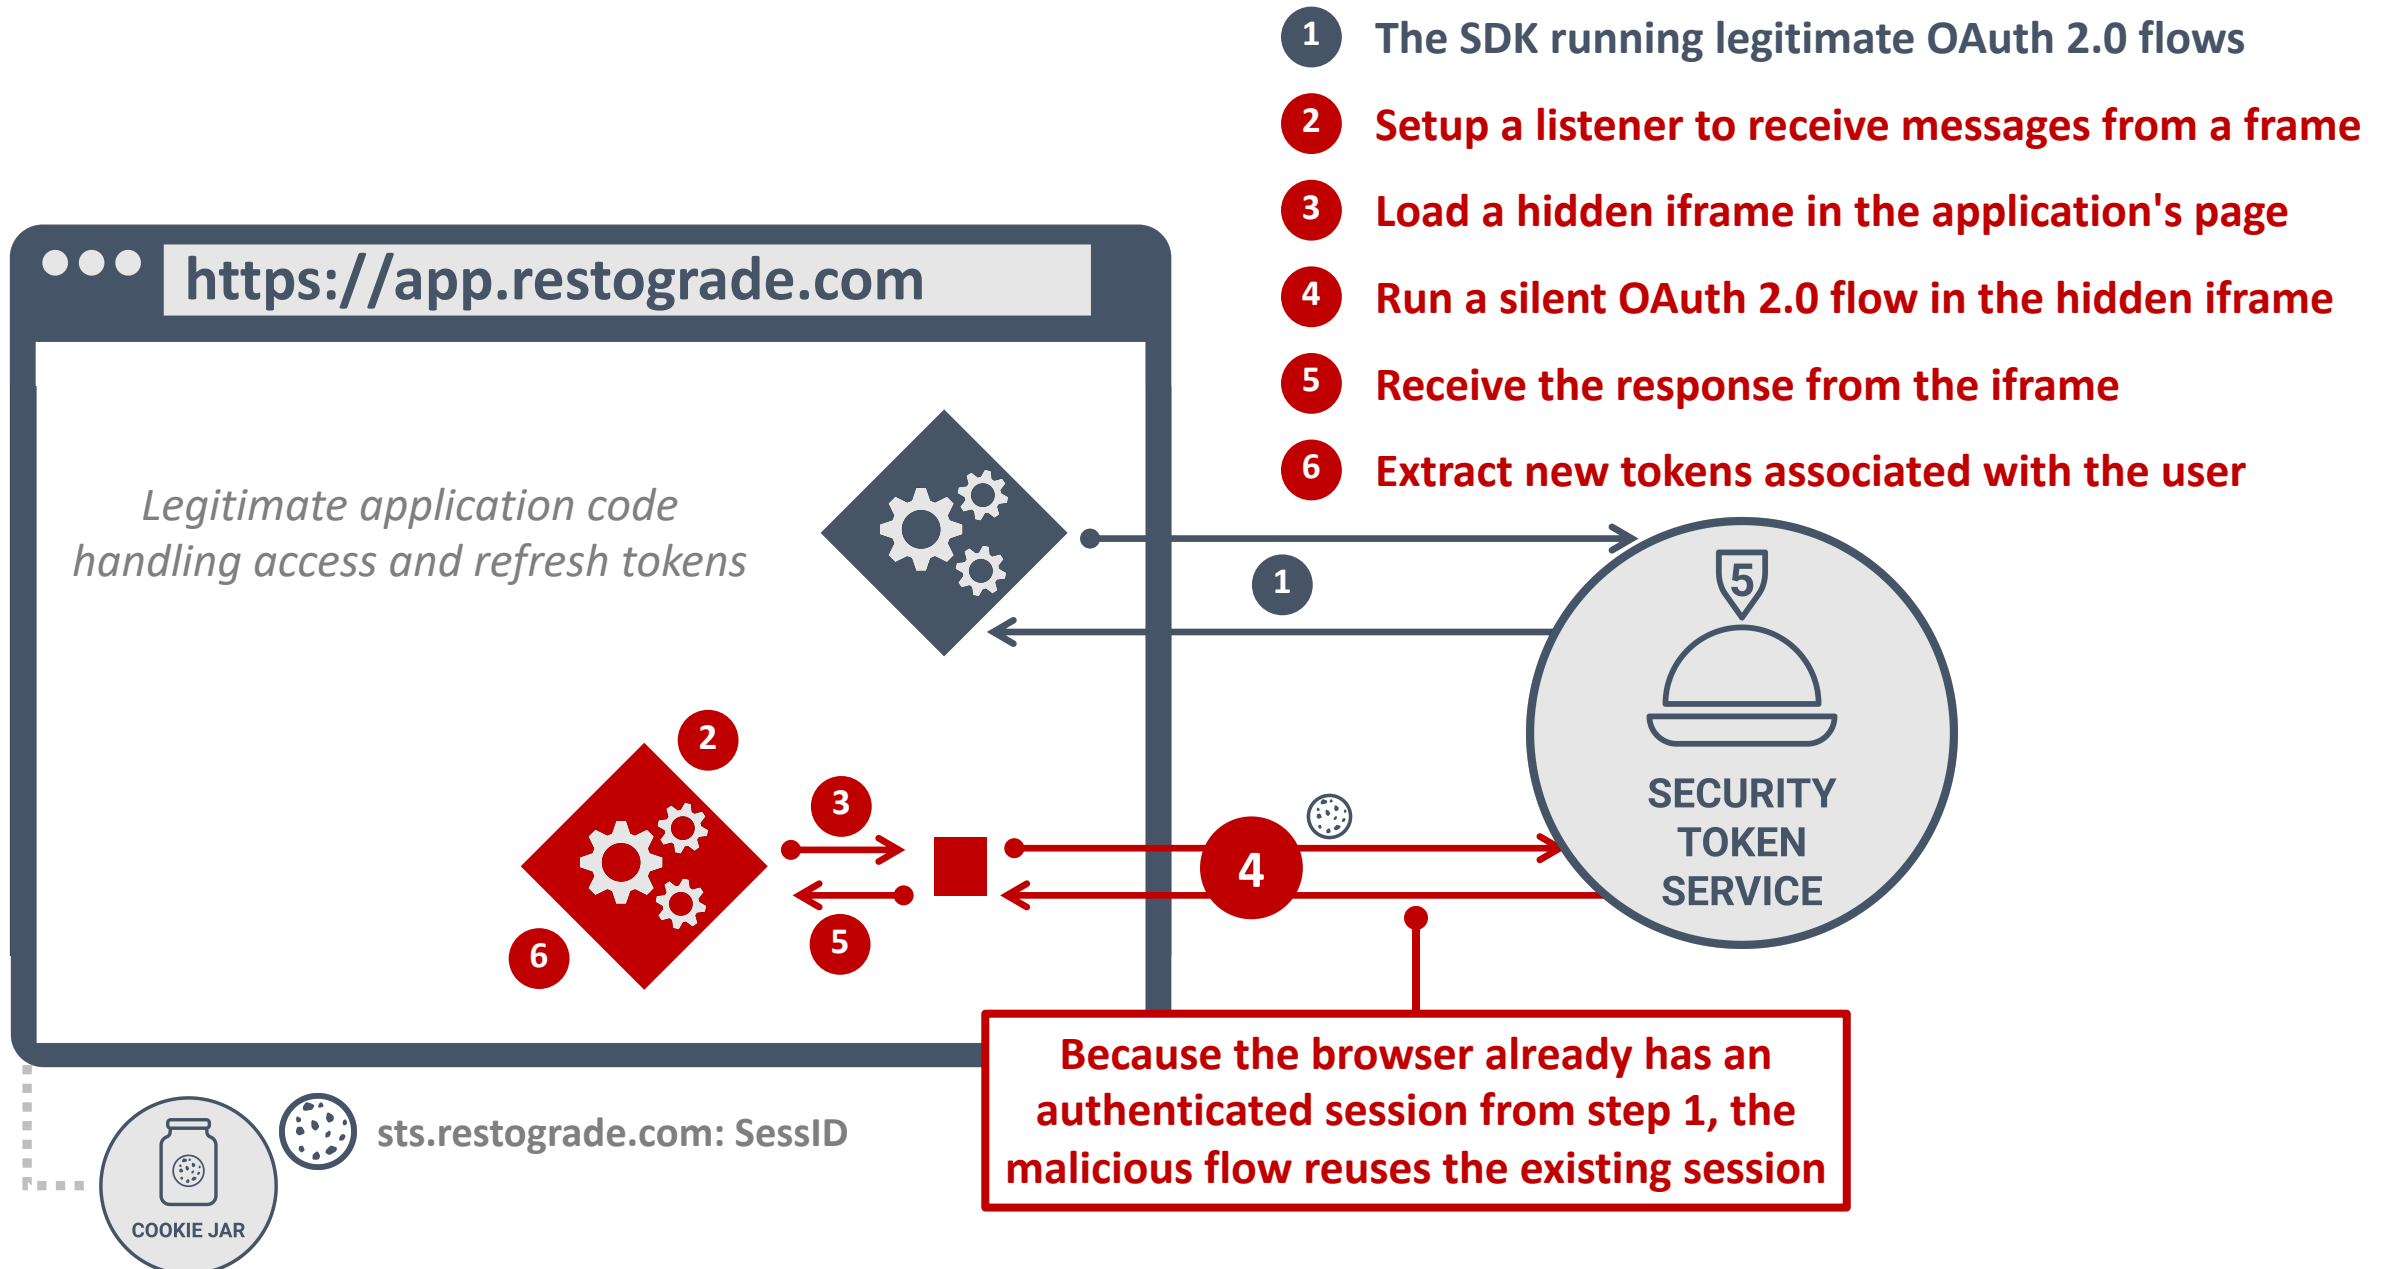 1 The SDK running legitimate OAuth 2.0 flows
2 Setup a listener to receive messages from a frame
3 Load a hidden iframe in the application's page
4 Run a silent OAuth 2.0 flow in the hidden iframe
5 Receive the response from the iframe
6 Extract new tokens associated with the user
https://app.restograde.com
Legitimate application code
handling access and refresh tokens
1
5
SECURITY
TOKEN
SERVICE
2
3
4
5
6
Because the browser already has an
authenticated session from step 1, the
malicious flow reuses the existing session
sts.restograde.com: SessID
COOKIE JAR